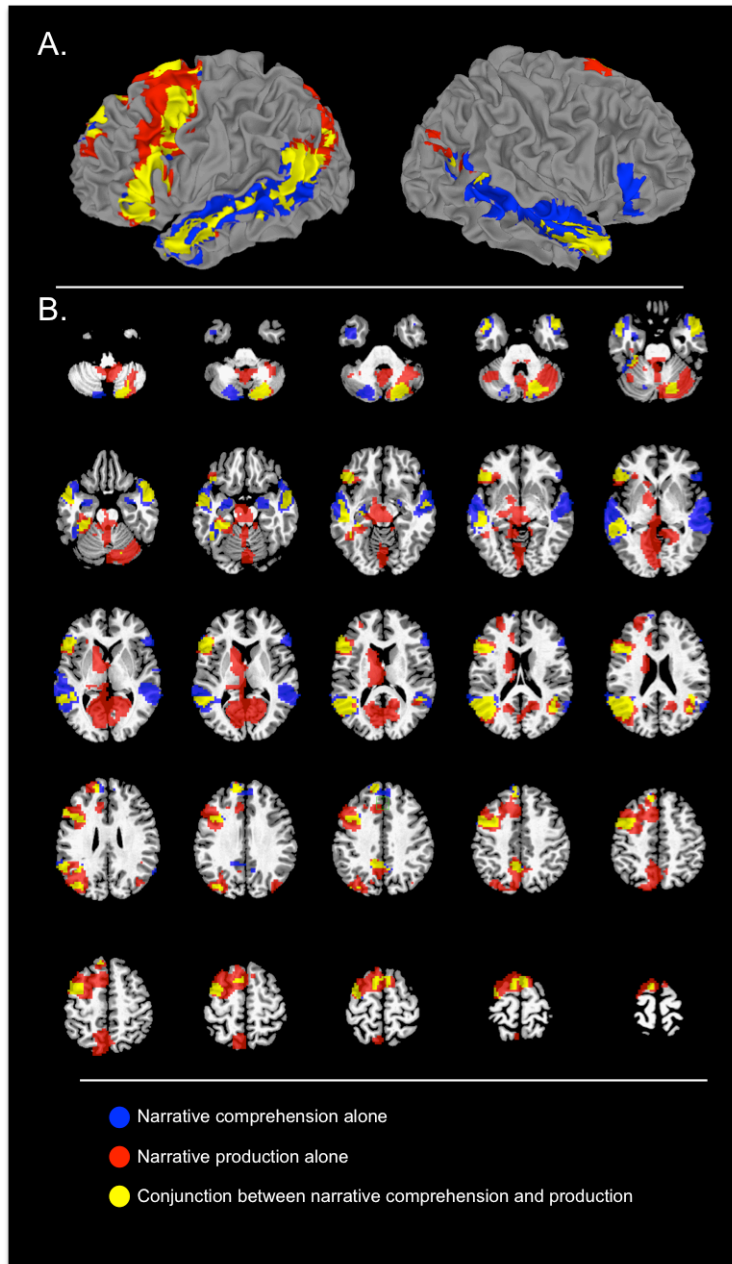 A.
B.
Narrative comprehension alone
Narrative production alone
Conjunction between narrative comprehension and production